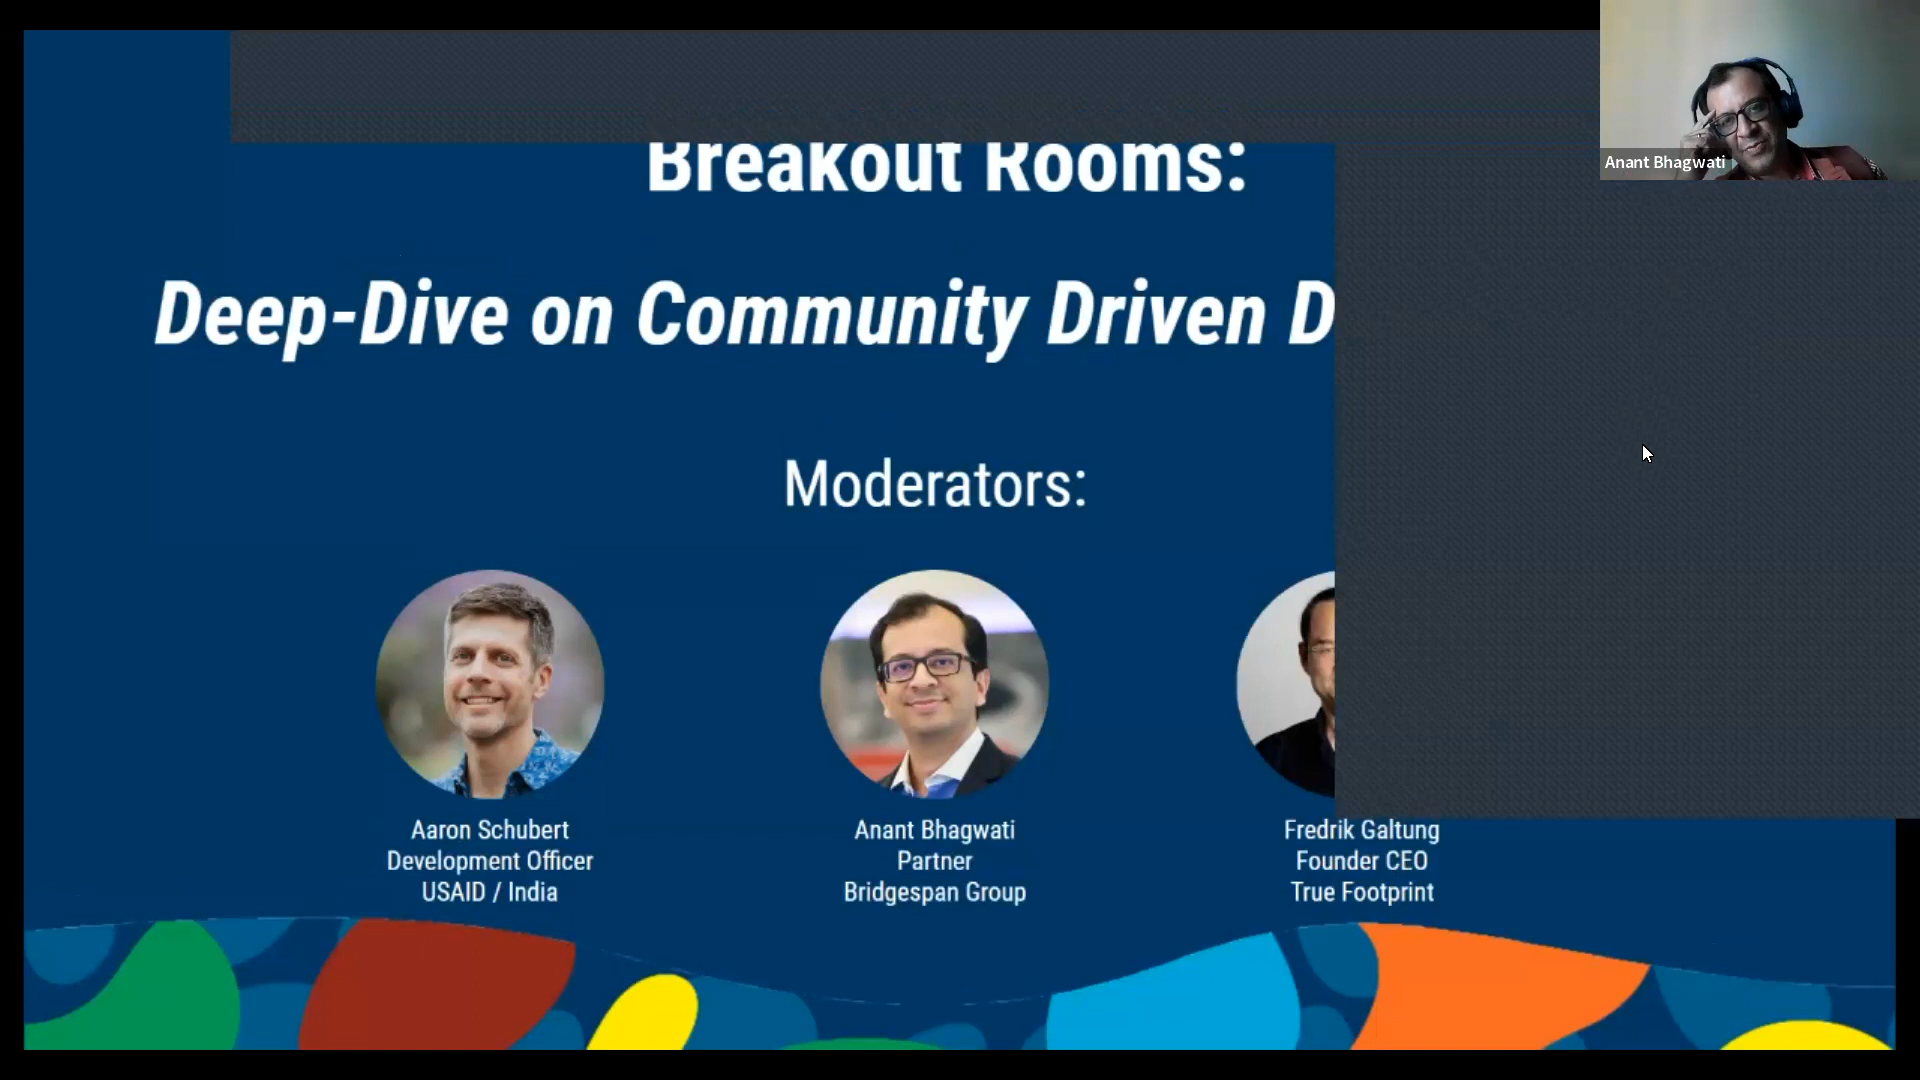 Breakout Rooms:
Anant Bhagwati
Deep-Dive on Community Driven D
Moderators:
Aaron Schubert
Development Officer
USAID / India
Anant Bhagwati
Partner
Bridgespan Group
Fredrik Galtung
Founder CEO
True Footprint